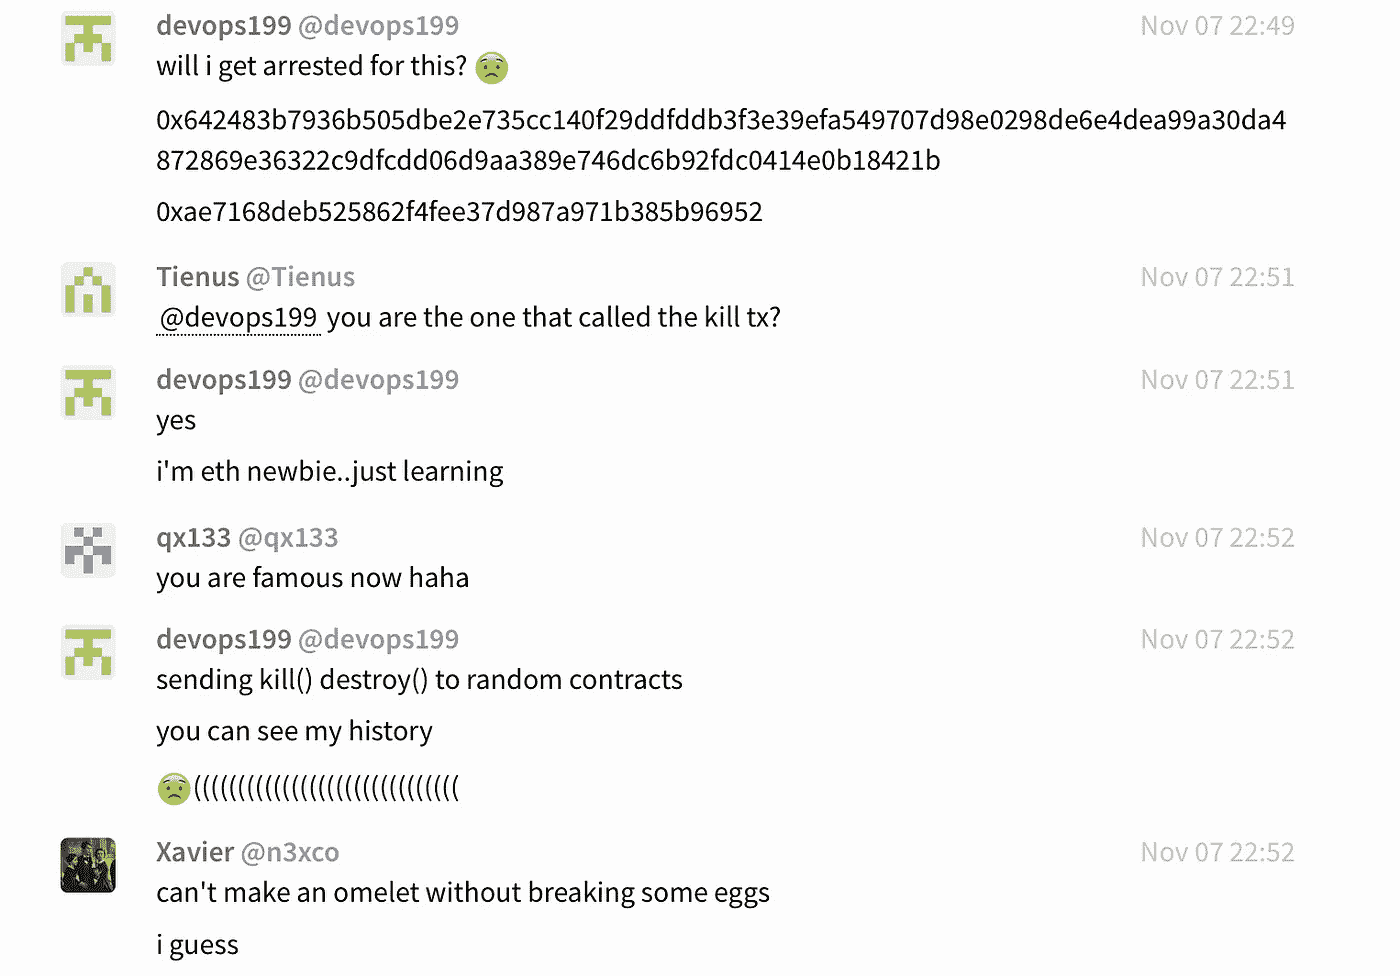 devops199 @devops199 Nov 07 22:49
will i get arrested for this? 😟
0x642483b7936b505dbe2e735cc140f29ddfddb3f3e39efa549707d98e0298de6e4dea99a30da4
872869e36322c9dfcdd06d9aa389e746dc6b92fdc0414e0b18421b
0xae7168deb525862f4fee37d987a971b385b96952
Tienus @Tienus Nov 07 22:51
@devops199 you are the one that called the kill tx?
devops199 @devops199 Nov 07 22:51
yes
i'm eth newbie..just learning
qx133 @qx133 Nov 07 22:52
you are famous now haha
devops199 @devops199 Nov 07 22:52
sending kill() destroy() to random contracts
you can see my history
😟((((((((((((((((((((((((((((((
Xavier @n3xco Nov 07 22:52
can't make an omelet without breaking some eggs
i guess